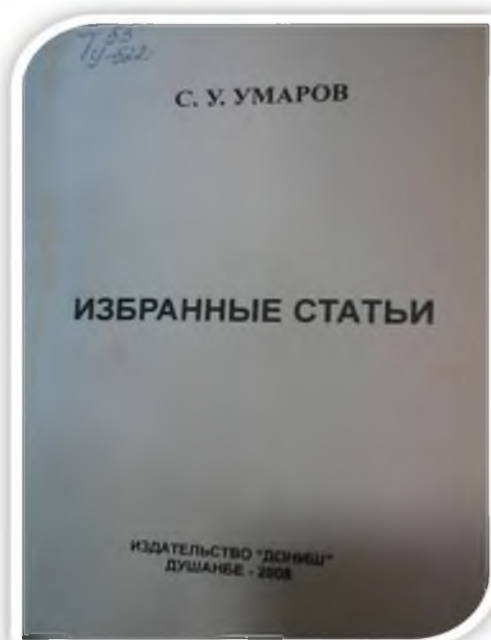 С. У. УМАРОВ
ИЗБРАННЫЕ СТАТЬИ
ИЗДАТЕЛЬСТВО "ДОНИШ"
ДУШАНБЕ - 2008